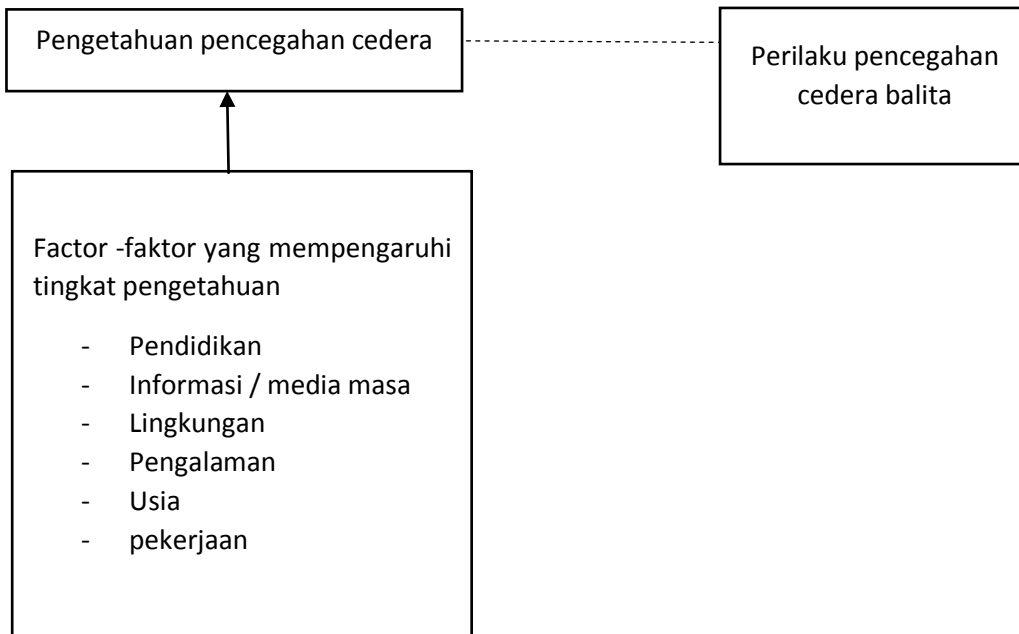 Pengetahuan pencegahan cedera
Perilaku pencegahan
cedera balita
Factor -faktor yang mempengaruhi
tingkat pengetahuan
- Pendidikan
- Informasi / media masa
- Lingkungan
- Pengalaman
- Usia
- pekerjaan